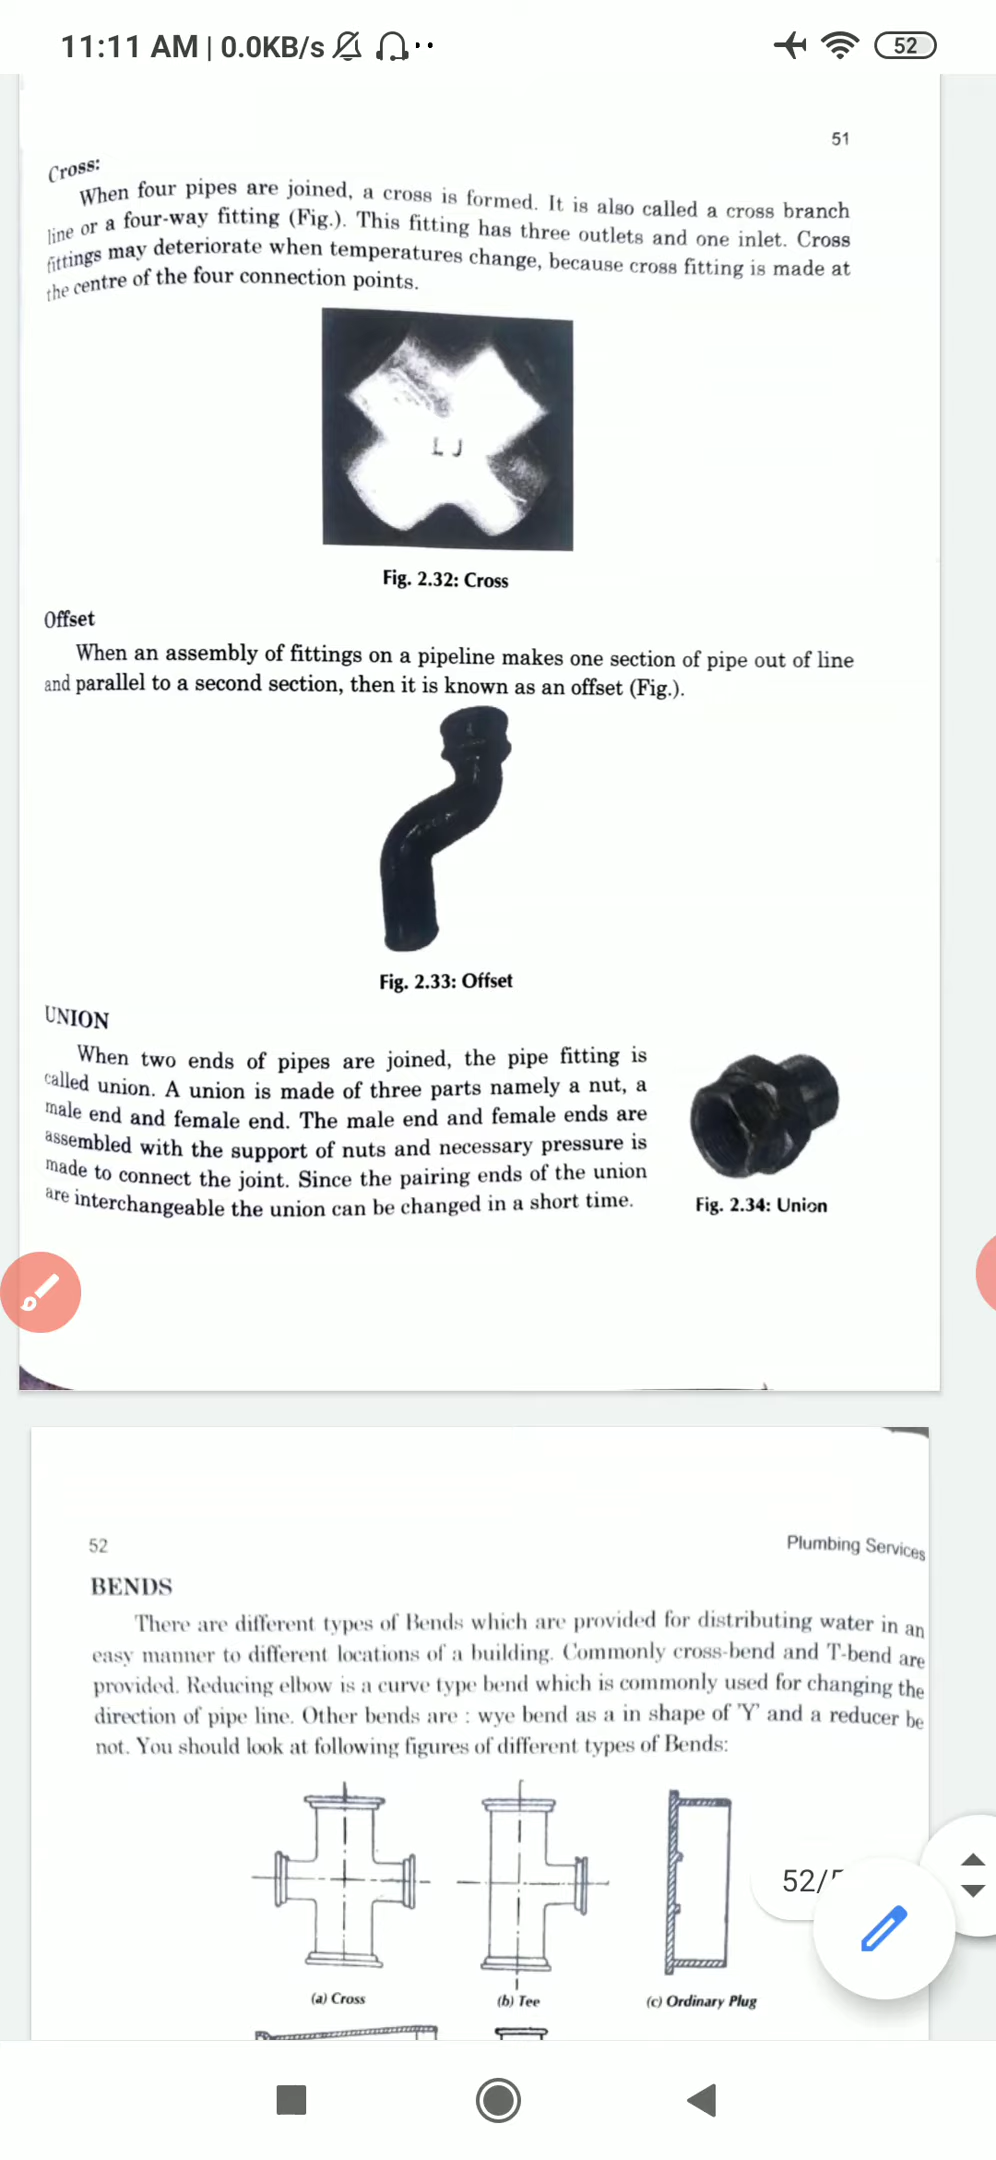 11:11 AM | 0.0KB/s
52
51
Cross:
When four pipes are joined, a cross is formed. It is also called a cross branch
line or a four-way fitting (Fig.). This fitting has three outlets and one inlet. Cross
fittings may deteriorate when temperatures change, because cross fitting is made at
the centre of the four connection points.
L J
Fig. 2.32: Cross
Offset
When an assembly of fittings on a pipeline makes one section of pipe out of line
and parallel to a second section, then it is known as an offset (Fig.).
Fig. 2.33: Offset
UNION
When two ends of pipes are joined, the pipe fitting is
called union. A union is made of three parts namely a nut, a
male end and female end. The male end and female ends are
assembled with the support of nuts and necessary pressure is
made to connect the joint. Since the pairing ends of the union
are interchangeable the union can be changed in a short time.
Fig. 2.34: Union
52
Plumbing Services
BENDS
There are different types of Bends which are provided for distributing water in an
easy manner to different locations of a building. Commonly cross-bend and T-bend are
provided. Reducing elbow is a curve type bend which is commonly used for changing the
direction of pipe line. Other bends are : wye bend as a in shape of 'Y' and a reducer be
not. You should look at following figures of different types of Bends:
52/
(a) Cross
(b) Tee
(c) Ordinary Plug